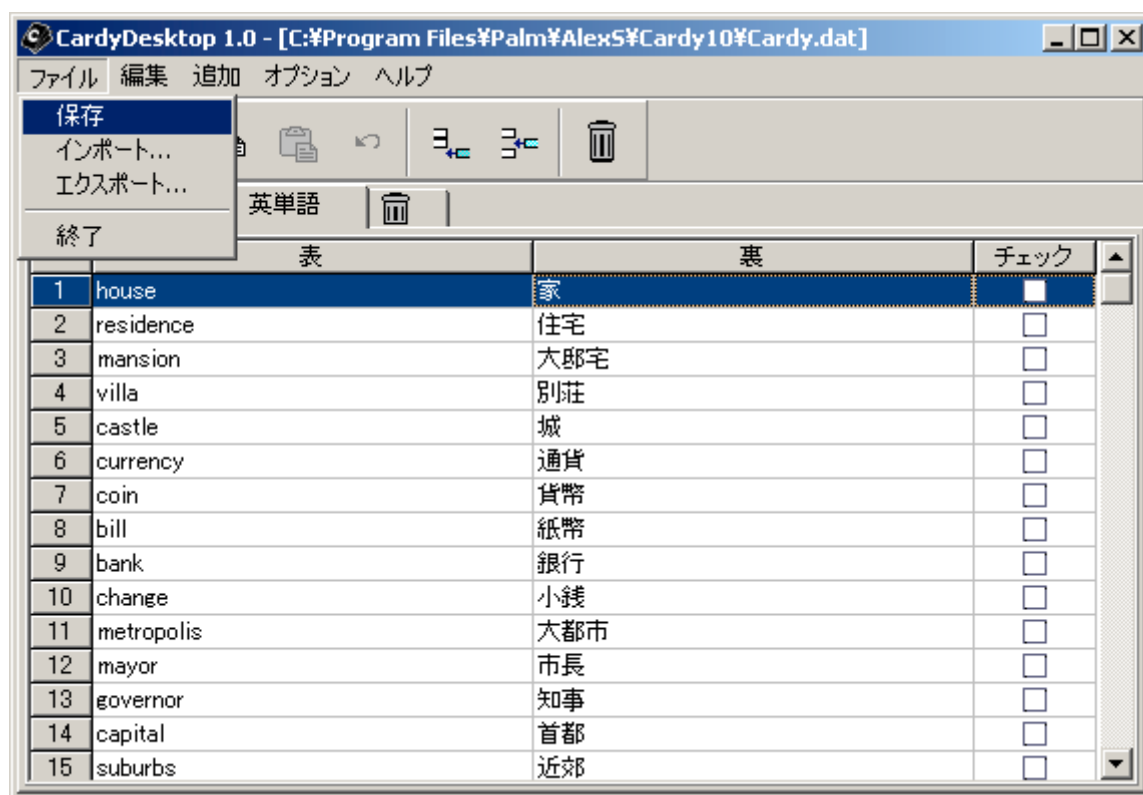 CardyDesktop 1.0 - [C:¥Program Files¥Palm¥AlexS¥Cardy10¥Cardy.dat]
ファイル 編集 追加 オプション ヘルプ
保存
インポート...
エクスポート...
終了
英単語
表 裏 チェック
1 house 家
2 residence 住宅
3 mansion 大邸宅
4 villa 別荘
5 castle 城
6 currency 通貨
7 coin 貨幣
8 bill 紙幣
9 bank 銀行
10 change 小銭
11 metropolis 大都市
12 mayor 市長
13 governor 知事
14 capital 首都
15 suburbs 近郊